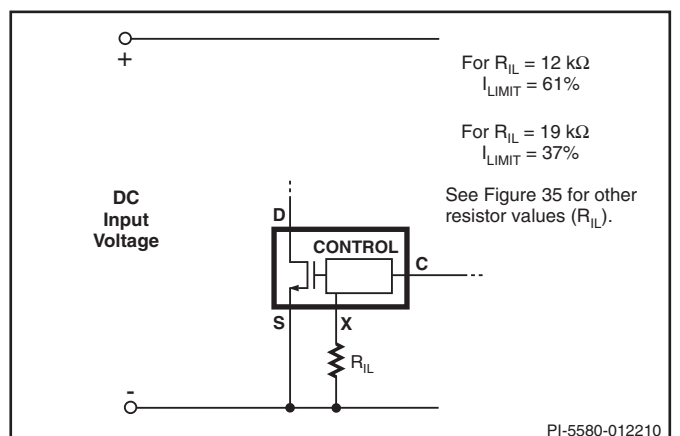 +
For R_IL = 12 kΩ
I_LIMIT = 61%
For R_IL = 19 kΩ
I_LIMIT = 37%
See Figure 35 for other
resistor values (R_IL).
DC
Input
Voltage
D
CONTROL
C
S
X
R_IL
-
PI-5580-012210